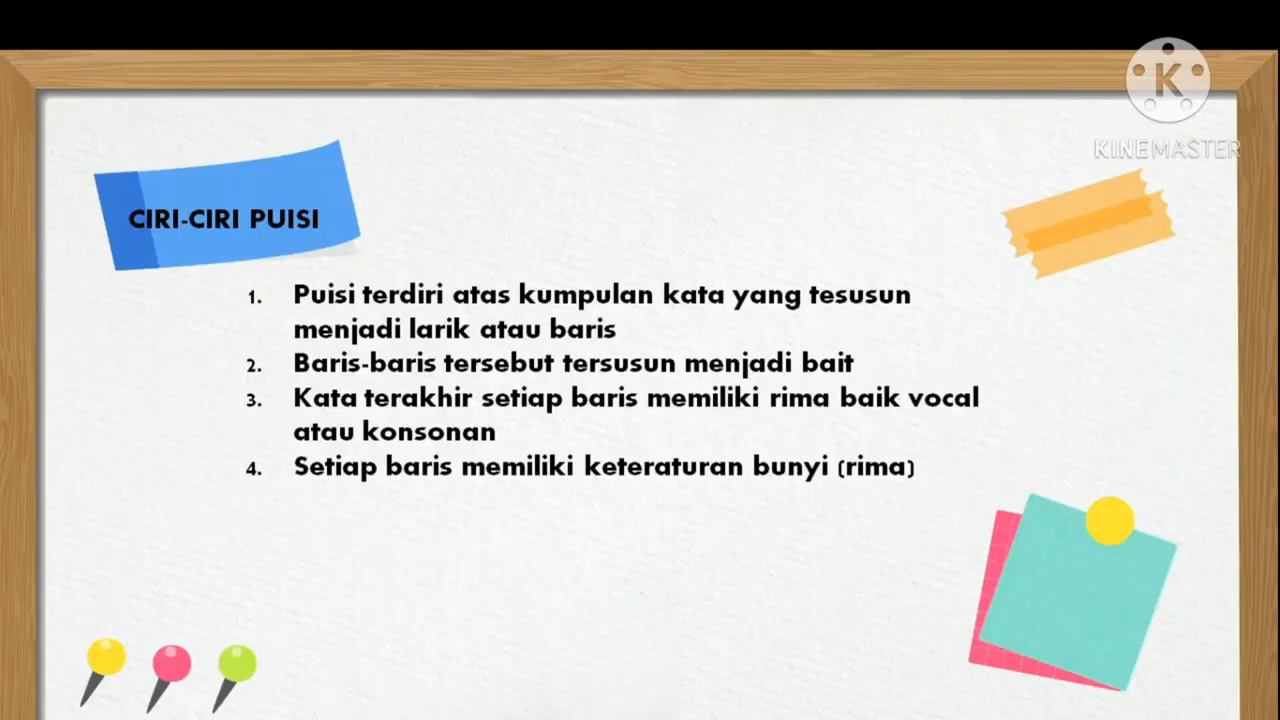 K
KINEMASTER
CIRI-CIRI PUISI
1. Puisi terdiri atas kumpulan kata yang tesusun
menjadi larik atau baris
2. Baris-baris tersebut tersusun menjadi bait
3. Kata terakhir setiap baris memiliki rima baik vocal
atau konsonan
4. Setiap baris memiliki keteraturan bunyi (rima)